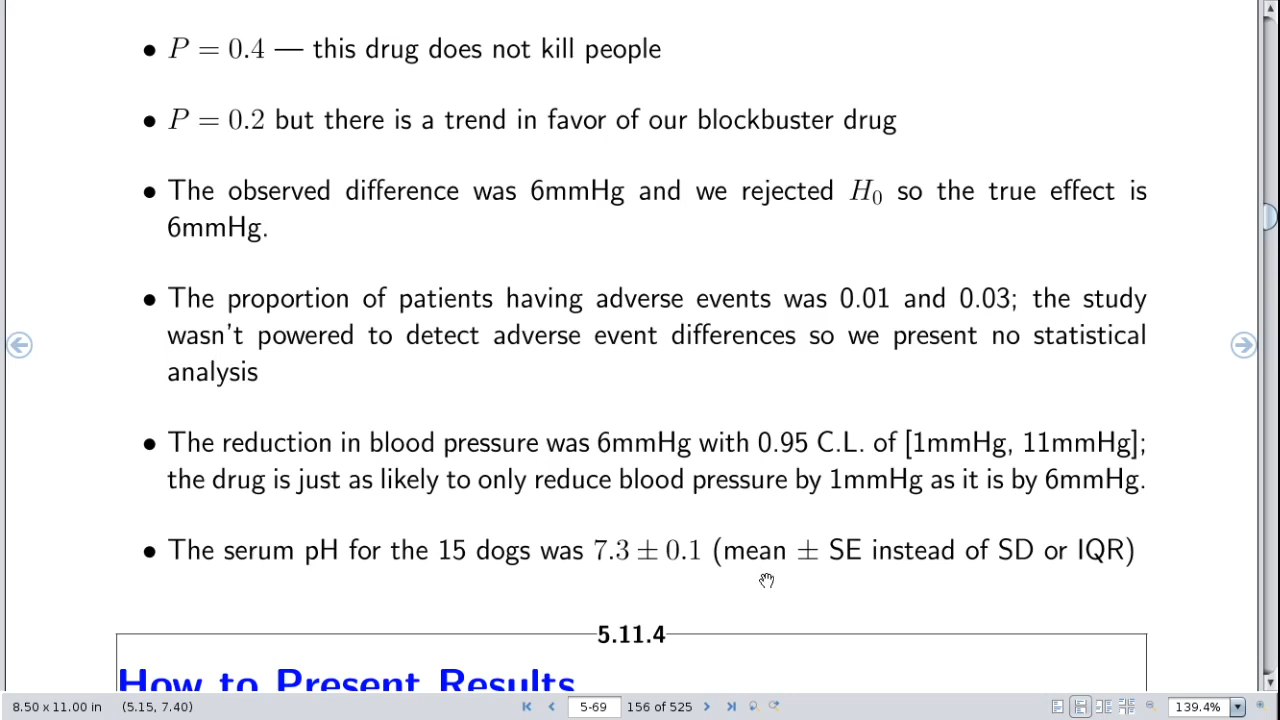 • P = 0.4 — this drug does not kill people
• P = 0.2 but there is a trend in favor of our blockbuster drug
• The observed difference was 6mmHg and we rejected H₀ so the true effect is
6mmHg.
• The proportion of patients having adverse events was 0.01 and 0.03; the study
wasn't powered to detect adverse event differences so we present no statistical
analysis
• The reduction in blood pressure was 6mmHg with 0.95 C.L. of [1mmHg, 11mmHg];
the drug is just as likely to only reduce blood pressure by 1mmHg as it is by 6mmHg.
• The serum pH for the 15 dogs was 7.3 ± 0.1 (mean ± SE instead of SD or IQR)
5.11.4
How to Present Results
8.50 x 11.00 in (5.15, 7.40) 5-69 156 of 525 139.4%